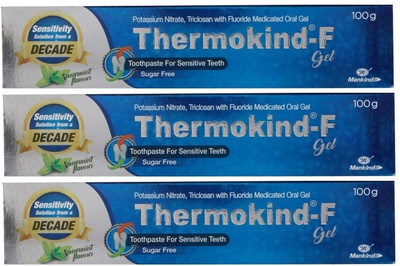 Sensitivity
Solution from a
DECADE
Spearmint
flavour
Potassium Nitrate, Triclosan with Fluoride Medicated Oral Gel
100g
Thermokind®-F
Gel
Toothpaste For Sensitive Teeth
Sugar Free
Mankind
Sensitivity
Solution from a
DECADE
Spearmint
flavour
Potassium Nitrate, Triclosan with Fluoride Medicated Oral Gel
100g
Thermokind®-F
Gel
Toothpaste For Sensitive Teeth
Sugar Free
Mankind
Sensitivity
Solution from a
DECADE
Spearmint
flavour
Potassium Nitrate, Triclosan with Fluoride Medicated Oral Gel
100g
Thermokind®-F
Gel
Toothpaste For Sensitive Teeth
Sugar Free
Mankind